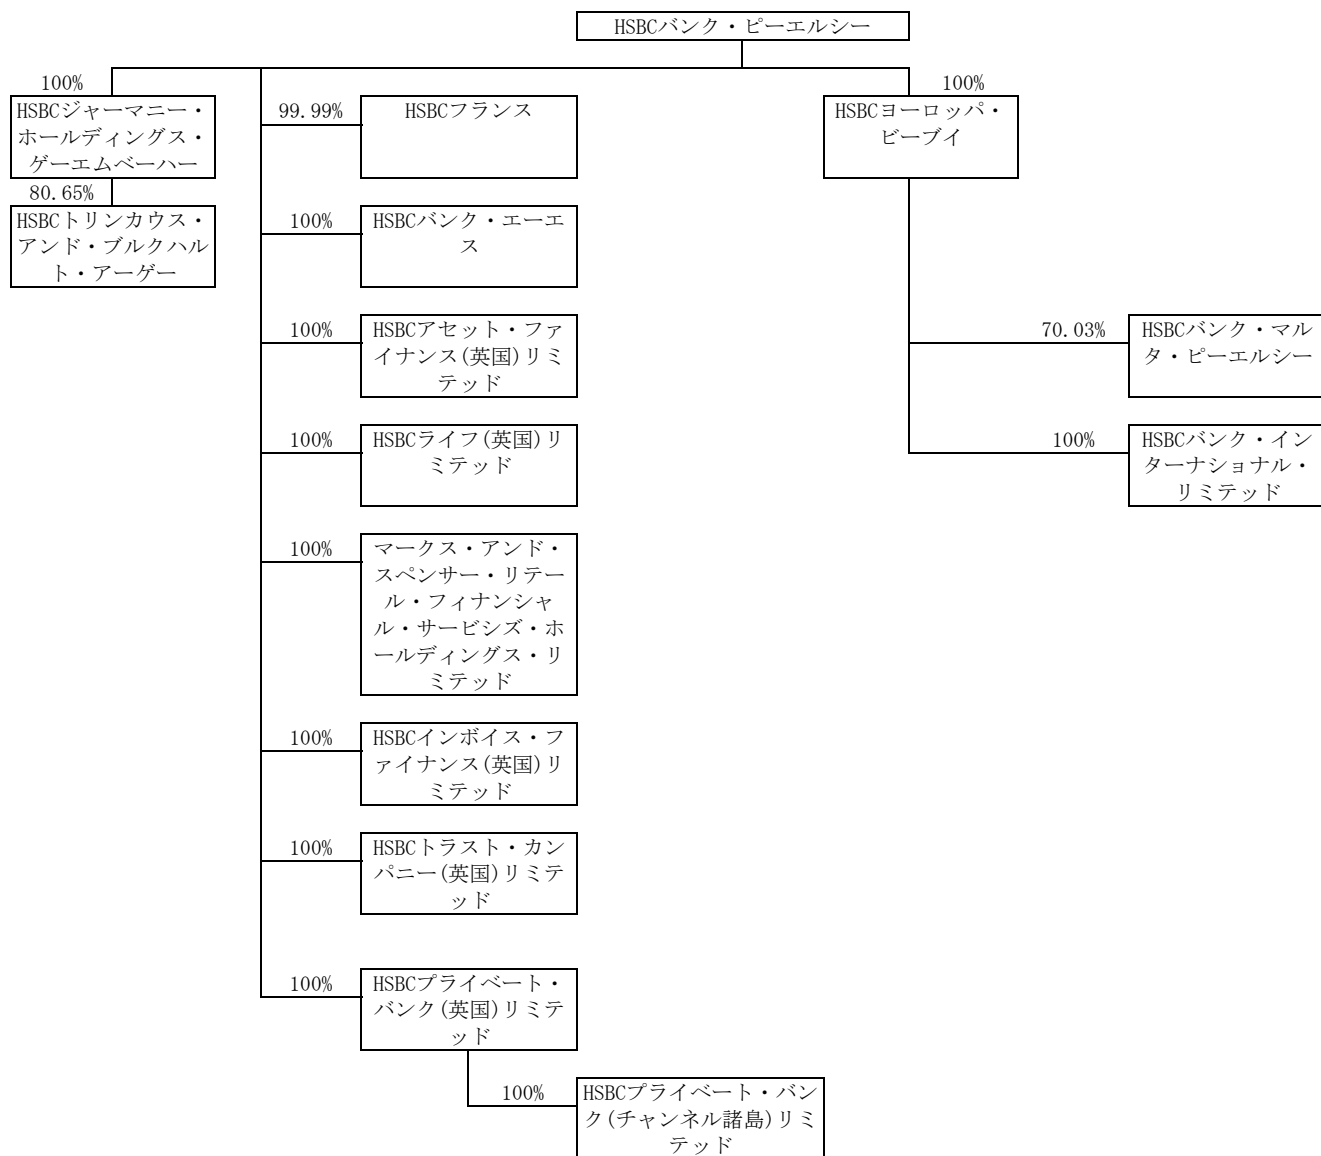 HSBCバンク・ピーエルシー
100%
100%
HSBCジャーマニー・
ホールディングス・
ゲーエムベーハー
99.99%
HSBCフランス
HSBCヨーロッパ・
ビーブイ
80.65%
HSBCトリンカウス・
アンド・ブルクハル
ト・アーゲー
100%
HSBCバンク・エーエ
ス
100%
HSBCアセット・ファ
イナンス(英国)リミ
テッド
70.03%
HSBCバンク・マル
タ・ピーエルシー
100%
HSBCライフ(英国)リ
ミテッド
100%
HSBCバンク・イン
ターナショナル・
リミテッド
100%
マークス・アンド・
スペンサー・リテー
ル・フィナンシャ
ル・サービシズ・ホ
ールディングス・リ
ミテッド
100%
HSBCインボイス・フ
ァイナンス(英国)リ
ミテッド
100%
HSBCトラスト・カン
パニー(英国)リミテ
ッド
100%
HSBCプライベート・
バンク(英国)リミテ
ッド
100%
HSBCプライベート・バン
ク(チャンネル諸島)リミ
テッド